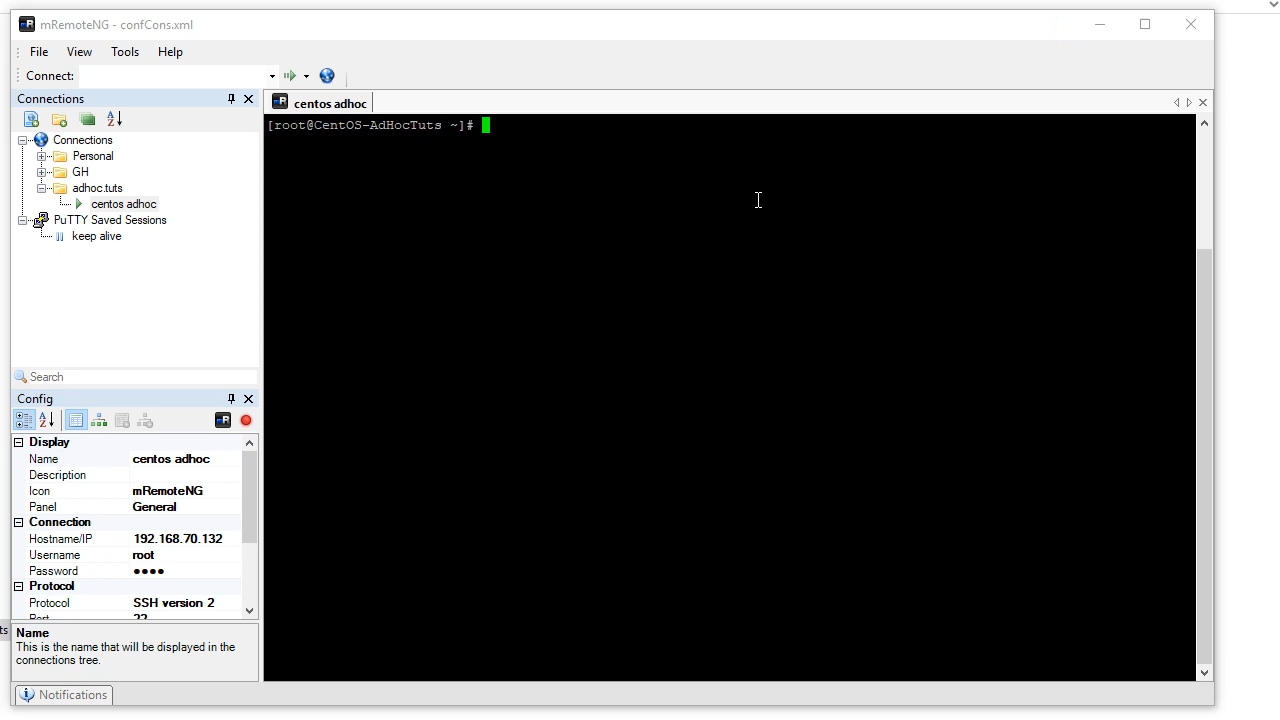 mRemoteNG - confCons.xml
File View Tools Help
Connect:
Connections
centos adhoc
[root@CentOS-AdHocTuts ~]#
Connections
Personal
GH
adhoc.tuts
centos adhoc
PuTTY Saved Sessions
keep alive
Search
Config
Display
Name centos adhoc
Description
Icon mRemoteNG
Panel General
Connection
Hostname/IP 192.168.70.132
Username root
Password ●●●●
Protocol
Protocol SSH version 2
Port 22
ts
Name
This is the name that will be displayed in the
connections tree.
Notifications